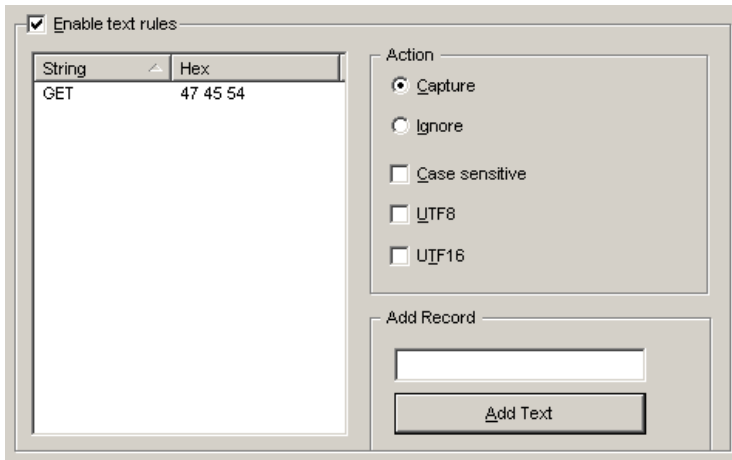 Enable text rules
String Hex
GET 47 45 54
Action
Capture
Ignore
Case sensitive
UTF8
UTF16
Add Record
Add Text